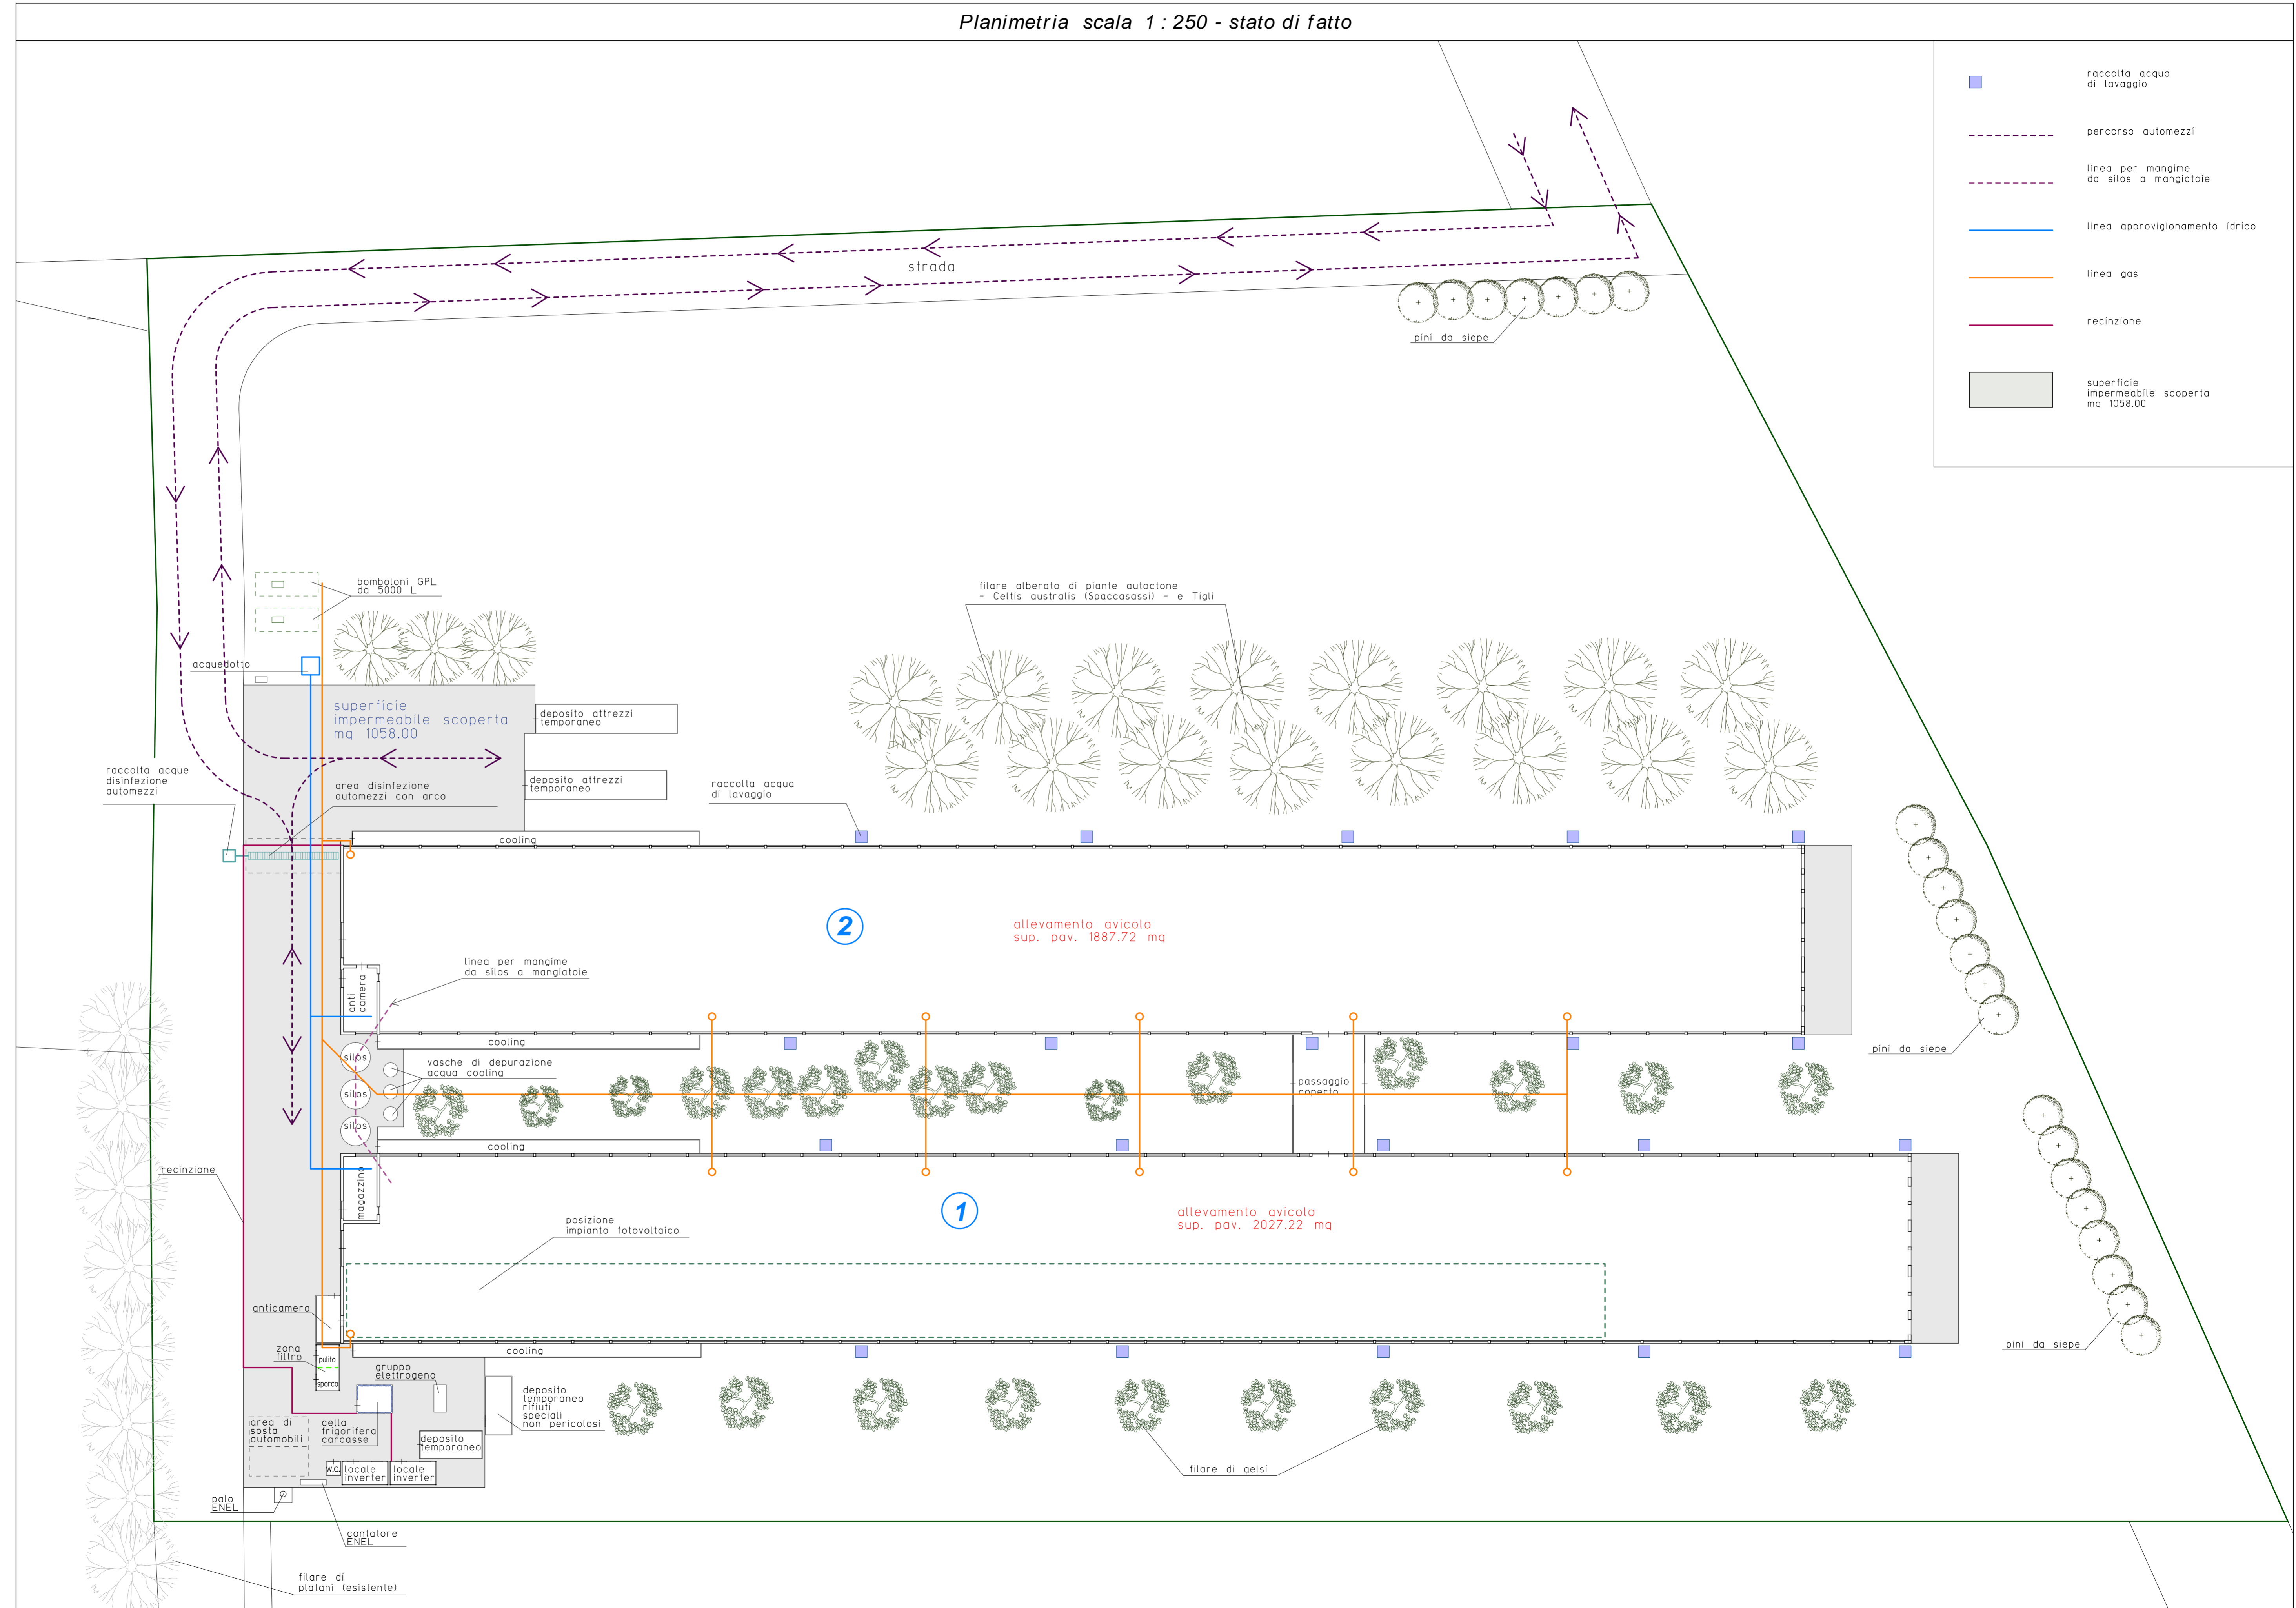 Planimetria scala 1 : 250 - stato di fatto
raccolta acqua
di lavaggio
percorso automezzi
linea per mangime
da silos a mangiatoie
linea approvigionamento idrico
linea gas
recinzione
superficie
impermeabile scoperta
mq 1058.00
strada
pini da siepe
bomboloni GPL
da 5000 L
filare alberato di piante autoctone
- Celtis australis (Spaccasassi) - e Tigli
acquedotto
superficie
impermeabile scoperta
mq 1058.00
deposito attrezzi
temporaneo
raccolta acque
disinfezione
automezzi
area disinfezione
automezzi con arco
deposito attrezzi
temporaneo
raccolta acqua
di lavaggio
cooling
2
allevamento avicolo
sup. pav. 1887.72 mq
linea per mangime
da silos a mangiatoie
anti
camera
cooling
silos
silos
silos
vasche di depurazione
acqua cooling
passaggio
coperto
pini da siepe
cooling
recinzione
magazzino
1
allevamento avicolo
sup. pav. 2027.22 mq
posizione
impianto fotovoltaico
anticamera
zona
filtro
pulito
sporco
cooling
pini da siepe
gruppo
elettrogeno
deposito
temporaneo
rifiuti
speciali
non pericolosi
area di
sosta
automobili
cella
frigorifera
carcasse
deposito
temporaneo
w.c.
locale
inverter
locale
inverter
filare di gelsi
palo
ENEL
contatore
ENEL
filare di
platani (esistente)